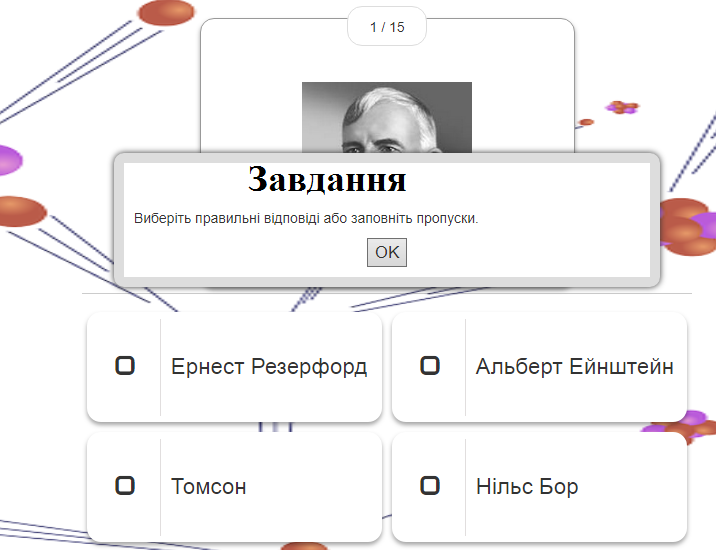 1 / 15
Завдання
Виберіть правильні відповіді або заповніть пропуски.
OK
Ернест Резерфорд
Альберт Ейнштейн
Томсон
Нільс Бор